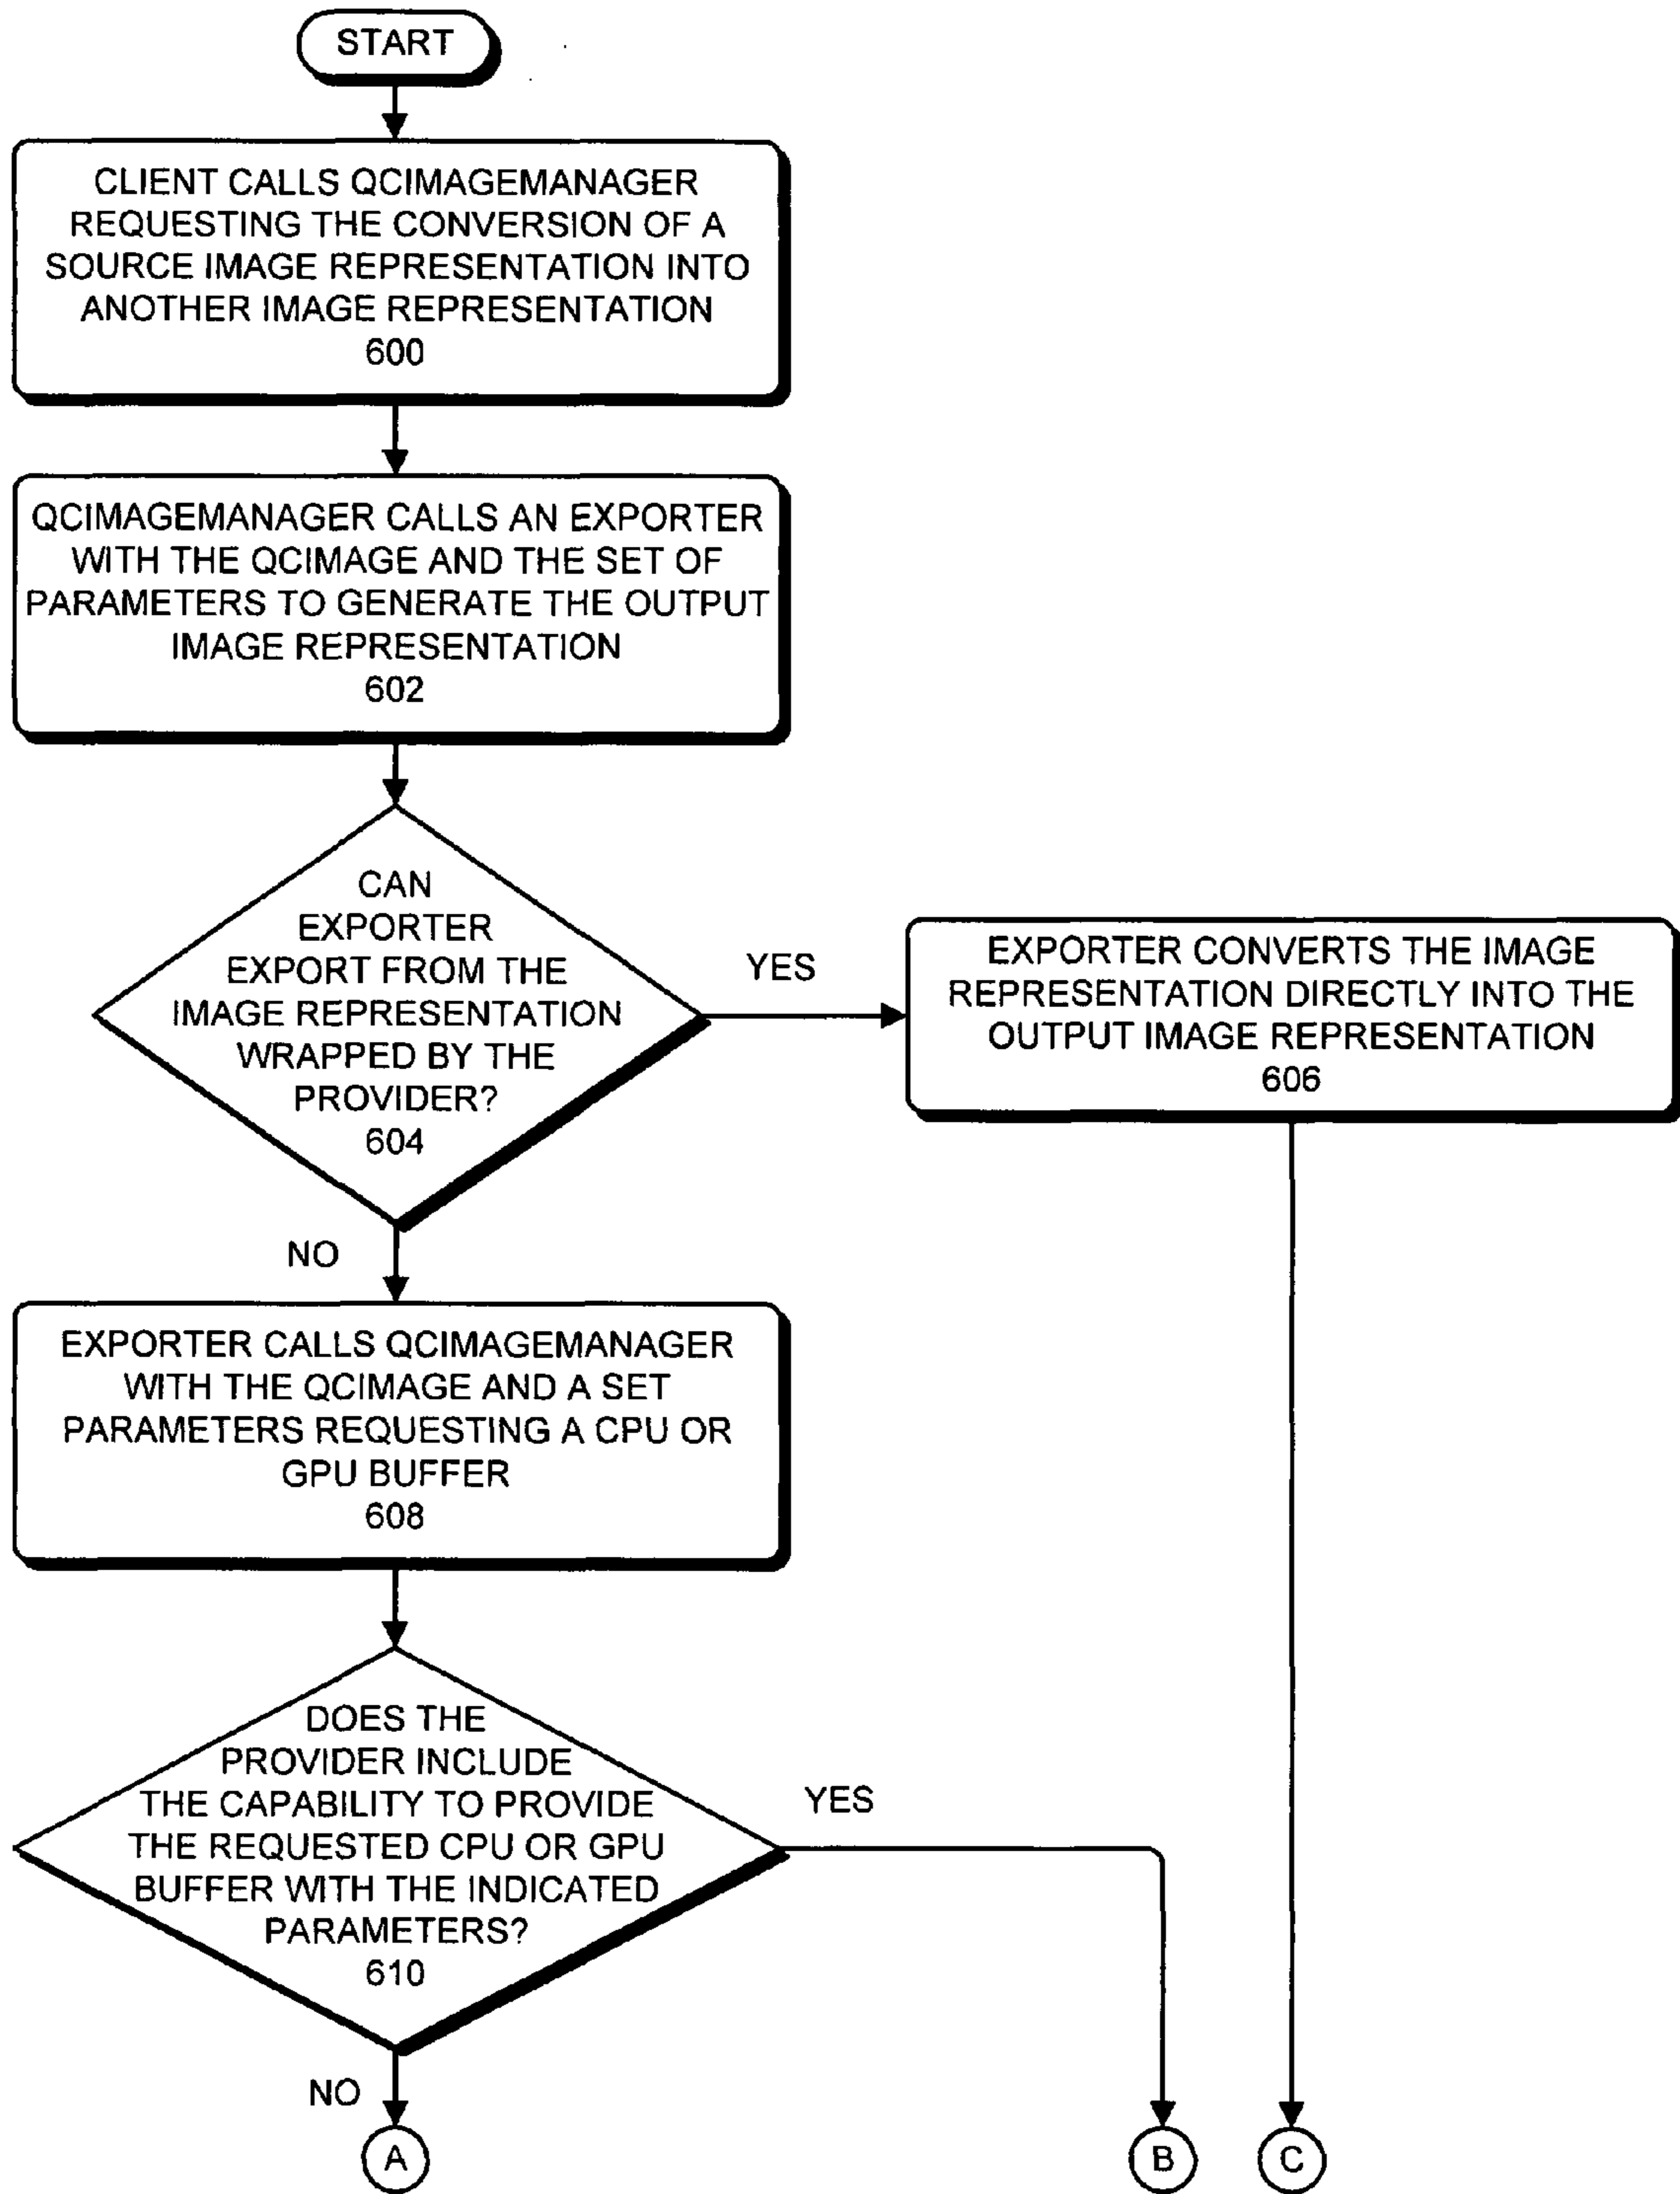 START
CLIENT CALLS QCIMAGEMANAGER
REQUESTING THE CONVERSION OF A
SOURCE IMAGE REPRESENTATION INTO
ANOTHER IMAGE REPRESENTATION
600
QCIMAGEMANAGER CALLS AN EXPORTER
WITH THE QCIMAGE AND THE SET OF
PARAMETERS TO GENERATE THE OUTPUT
IMAGE REPRESENTATION
602
CAN
EXPORTER
EXPORT FROM THE
IMAGE REPRESENTATION
WRAPPED BY THE
PROVIDER?
604
YES
EXPORTER CONVERTS THE IMAGE
REPRESENTATION DIRECTLY INTO THE
OUTPUT IMAGE REPRESENTATION
606
NO
EXPORTER CALLS QCIMAGEMANAGER
WITH THE QCIMAGE AND A SET
PARAMETERS REQUESTING A CPU OR
GPU BUFFER
608
DOES THE
PROVIDER INCLUDE
THE CAPABILITY TO PROVIDE
THE REQUESTED CPU OR GPU
BUFFER WITH THE INDICATED
PARAMETERS?
610
YES
NO
A
B
C